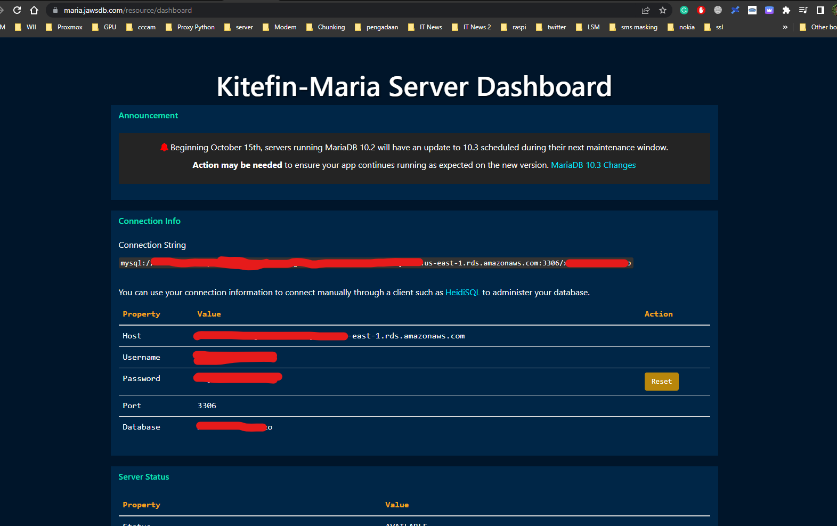 maria.jawsdb.com/resource/dashboard
M WII Proxmox GPU cccam Proxy Python server Modem Chunking pengadaan IT News IT News 2 raspi twitter LSM sms masking nokia ssl » Other bo
Kitefin-Maria Server Dashboard
Announcement
Beginning October 15th, servers running MariaDB 10.2 will have an update to 10.3 scheduled during their next maintenance window.
Action may be needed to ensure your app continues running as expected on the new version. MariaDB 10.3 Changes
Connection Info
Connection String
mysql:/ .us-east-1.rds.amazonaws.com:3306/
You can use your connection information to connect manually through a client such as HeidiSQL to administer your database.
Property Value Action
Host east-1.rds.amazonaws.com
Username
Password Reset
Port 3306
Database o
Server Status
Property Value
Status AVAILABLE